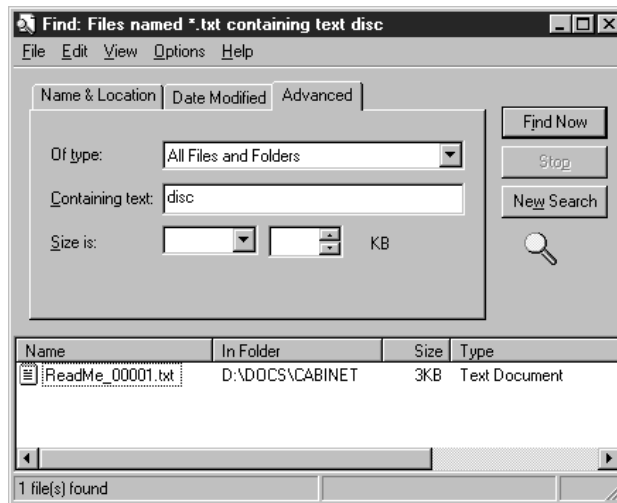 Find: Files named *.txt containing text disc
File Edit View Options Help
Name & Location Date Modified Advanced
Find Now
Of type: All Files and Folders
Stop
Containing text: disc
New Search
Size is: KB
Name In Folder Size Type
ReadMe_00001.txt D:\DOCS\CABINET 3KB Text Document
1 file(s) found